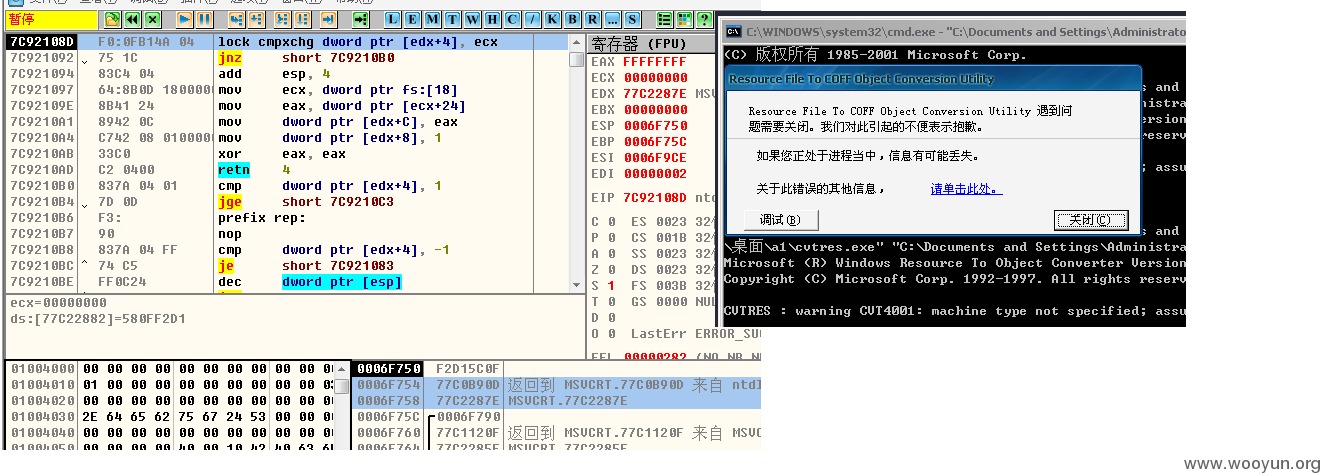 暂停
L E M T W H C / K B R ... S
7C92108D F0:0FB14A 04 lock cmpxchg dword ptr [edx+4], ecx
7C921092 75 1C jnz short 7C9210B0
7C921094 83C4 04 add esp, 4
7C921097 64:8B0D 1800000 mov ecx, dword ptr fs:[18]
7C92109E 8B41 24 mov eax, dword ptr [ecx+24]
7C9210A1 8942 0C mov dword ptr [edx+C], eax
7C9210A4 C742 08 0100000 mov dword ptr [edx+8], 1
7C9210AB 33C0 xor eax, eax
7C9210AD C2 0400 retn 4
7C9210B0 837A 04 01 cmp dword ptr [edx+4], 1
7C9210B4 7D 0D jge short 7C9210C3
7C9210B6 F3: prefix rep:
7C9210B7 90 nop
7C9210B8 837A 04 FF cmp dword ptr [edx+4], -1
7C9210BC 74 C5 je short 7C921083
7C9210BE FF0C24 dec dword ptr [esp]
ecx=00000000
ds:[77C22882]=580FF2D1
寄存器 (FPU)
EAX FFFFFFFF
ECX 00000000
EDX 77C2287E MSV
EBX 00000000
ESP 0006F750
EBP 0006F75C
ESI 0006F9CE
EDI 00000002
EIP 7C92108D ntd
C 0 ES 0023 32
P 0 CS 001B 32
A 0 SS 0023 32
Z 0 DS 0023 32
S 1 FS 003B 32
T 0 GS 0000 NUL
D 0
O 0 LastErr ERROR_SUC
EFL 00000282 (NO,NB,N
01004000 00 00 00 00 00 00 00 00
01004010 01 00 00 00 00 00 00
01004020 00 00 00 00 00 00 00
01004030 2E 64 65 62 75 67 24 53 00 00
01004040 00 00 00 00 00 00 00 00 00 00
01004050 00 00 00 00 40 00 10 42 40 63
0006F750 F2D15C0F
0006F754 77C0B90D 返回到 MSVCRT.77C0B90D 来自 ntdl
0006F758 77C2287E MSVCRT.77C2287E
0006F75C 0006F790
0006F760 77C1120F 返回到 MSVCRT.77C1120F 来自 MSVC
0006F764 77C2285E MSVCRT.77C2285E
C:\WINDOWS\system32\cmd.exe - "C:\Documents and Settings\Administrato
(C) 版权所有 1985-2001 Microsoft Corp.
Resource File To COFF Object Conversion Utility
Resource File To COFF Object Conversion Utility 遇到问
题需要关闭。我们对此引起的不便表示抱歉。
如果您正处于进程当中，信息有可能丢失。
关于此错误的其他信息， 请单击此处。
调试(B) 关闭(C)
\桌面\a1\cvtres.exe" "C:\Documents and Settings\Administra
Microsoft (R) Windows Resource To Object Converter Version
Copyright (C) Microsoft Corp. 1992-1997. All rights reserv
CVTRES : warning CVT4001: machine type not specified; assu
www.wooyun.org